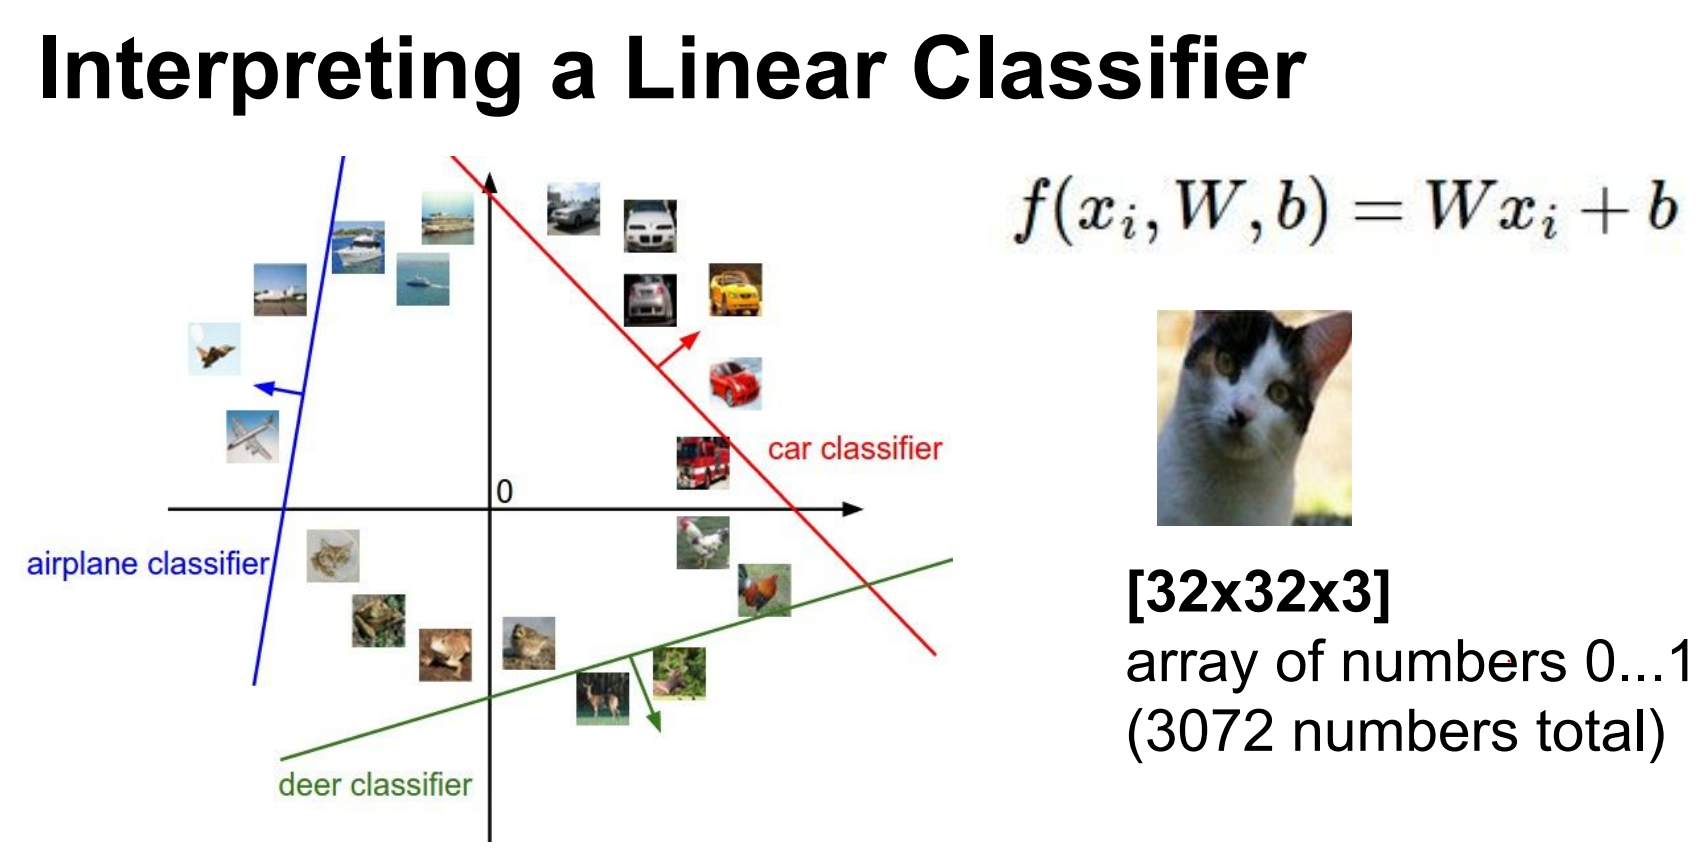 Interpreting a Linear Classifier
f(x_i, W, b) = Wx_i + b
car classifier
0
airplane classifier
deer classifier
[32x32x3]
array of numbers 0...1
(3072 numbers total)